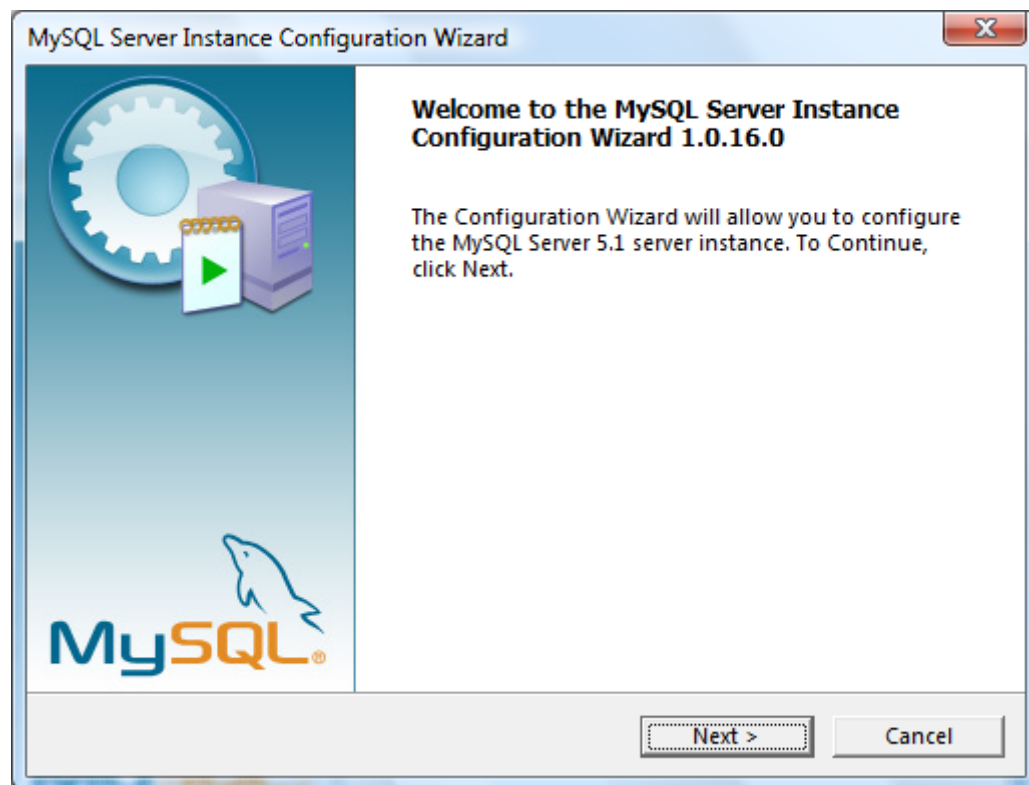 MySQL Server Instance Configuration Wizard
X
Welcome to the MySQL Server Instance
Configuration Wizard 1.0.16.0
The Configuration Wizard will allow you to configure
the MySQL Server 5.1 server instance. To Continue,
click Next.
MySQL®
Next >
Cancel